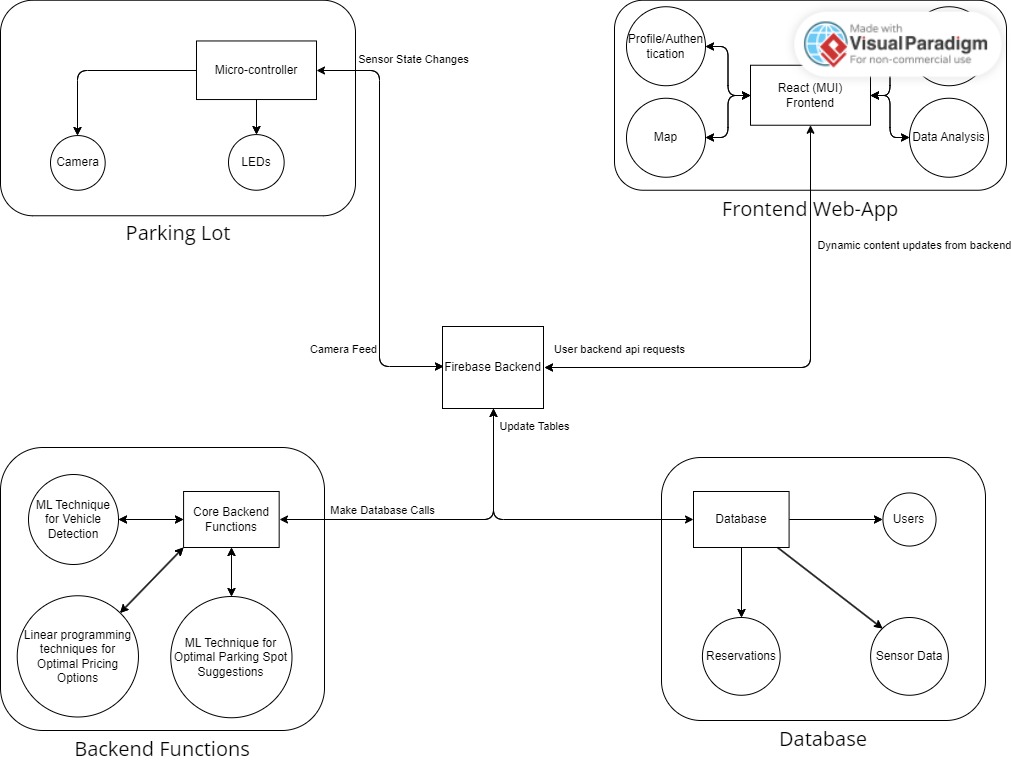 Made with
Visual Paradigm
For non-commercial use
Profile/Authen
tication
Sensor State Changes
Micro-controller
React (MUI)
Frontend
Map
Data Analysis
Camera
LEDs
Frontend Web-App
Parking Lot
Dynamic content updates from backend
Camera Feed
User backend api requests
Firebase Backend
Update Tables
ML Technique
for Vehicle
Detection
Core Backend
Functions
Make Database Calls
Database
Users
Linear programming
techniques for
Optimal Pricing
Options
ML Technique for
Optimal Parking Spot
Suggestions
Reservations
Sensor Data
Backend Functions
Database